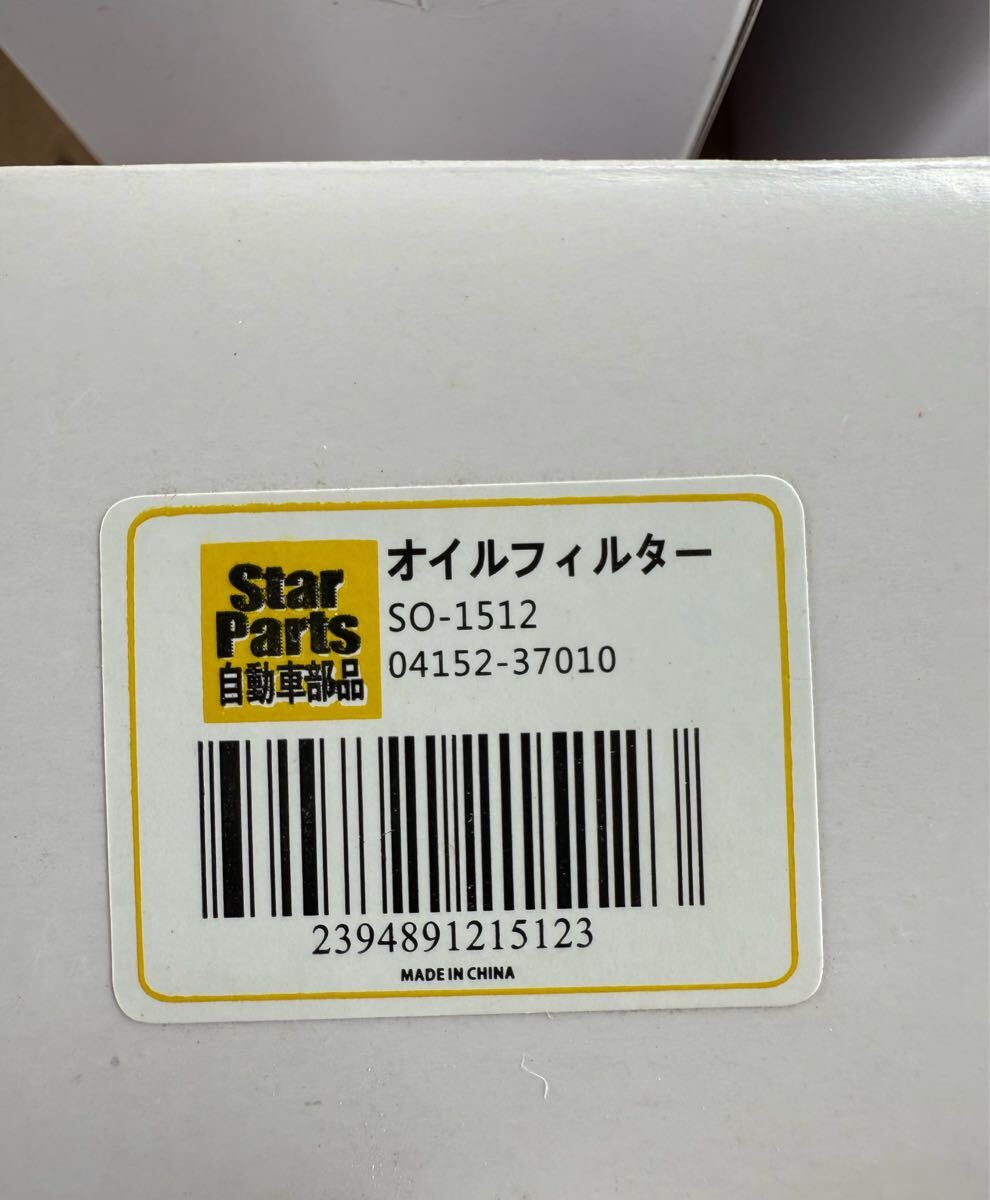 Star
Parts
自動車部品
オイルフィルター
SO-1512
04152-37010
2394891215123
MADE IN CHINA